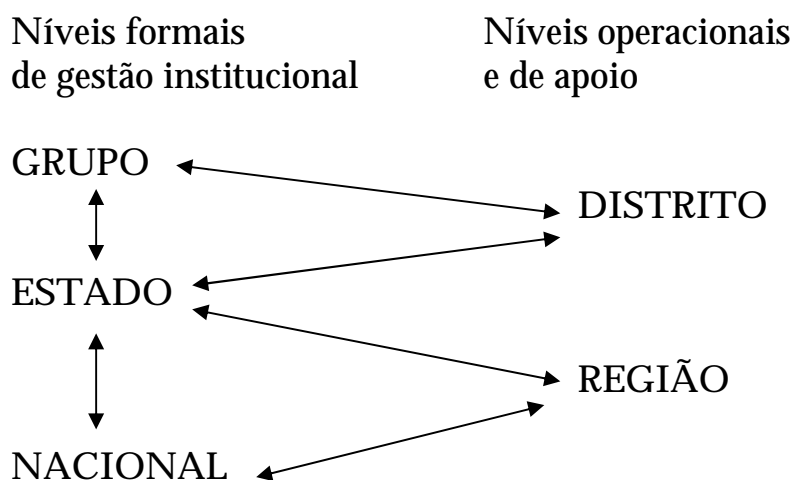 Níveis formais
de gestão institucional
Níveis operacionais
e de apoio
GRUPO
DISTRITO
ESTADO
REGIÃO
NACIONAL